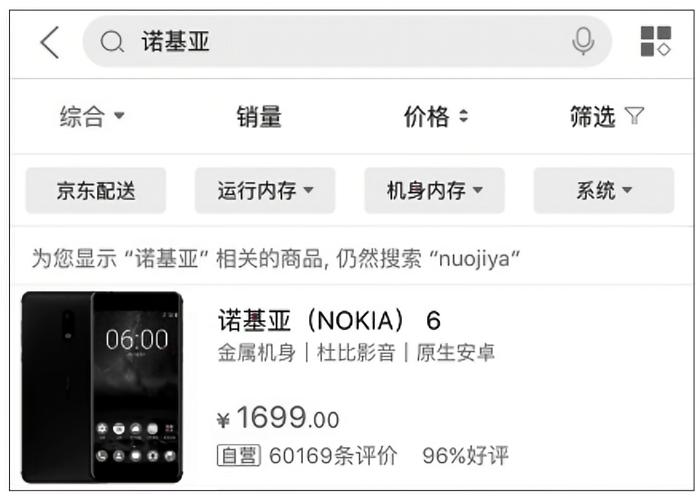 诺基亚
综合 销量 价格 筛选
京东配送 运行内存 机身内存 系统
为您显示“诺基亚”相关的商品, 仍然搜索“nuojiya”
诺基亚（NOKIA） 6
金属机身｜杜比影音｜原生安卓
06:00
¥1699.00
自营 60169条评价 96%好评